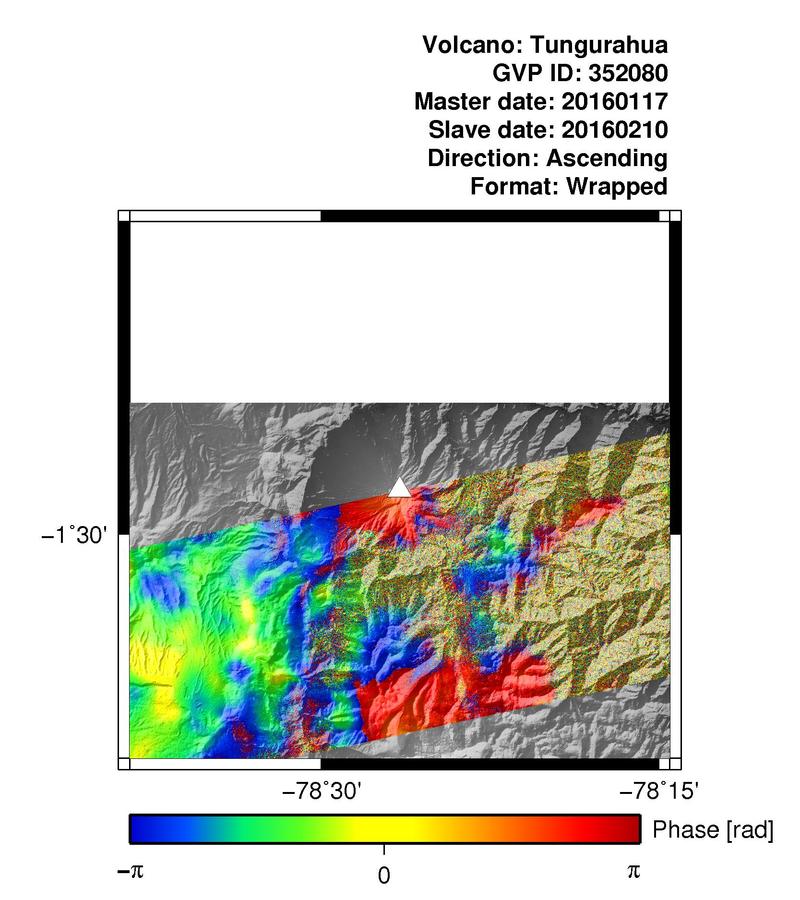 Volcano: Tungurahua
GVP ID: 352080
Master date: 20160117
Slave date: 20160210
Direction: Ascending
Format: Wrapped
−1˚30'
−78˚30' −78˚15'
Phase [rad]
−π 0 π